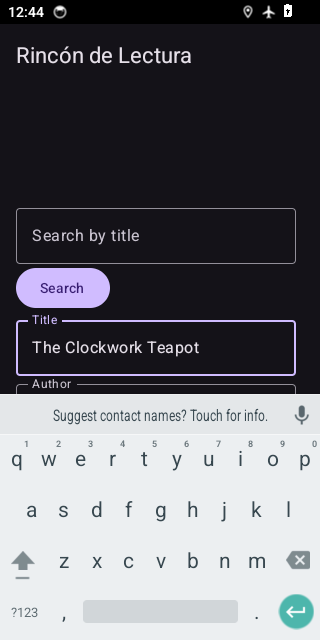 12:44
Rincón de Lectura
Search by title
Search
Title
The Clockwork Teapot
Author
Suggest contact names? Touch for info.
1 2 3 4 5 6 7 8 9 0
q w e r t y u i o p
a s d f g h j k l
z x c v b n m
?123 , .